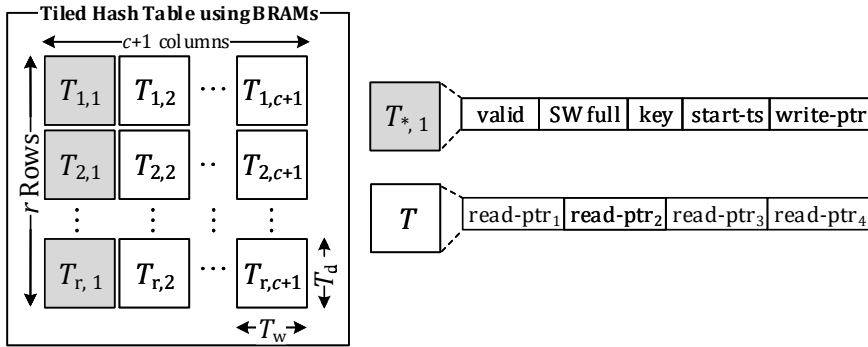 Tiled Hash Table using BRAMs
c+1 columns
r Rows
T1,1 T1,2 ··· T1,c+1
T2,1 T2,2 ·· T2,c+1
⋮ ⋮ ⋮
Tr, 1 Tr,2 ··· Tr,c+1
Td
Tw
T*, 1 valid SW full key start-ts write-ptr
T read-ptr1 read-ptr2 read-ptr3 read-ptr4